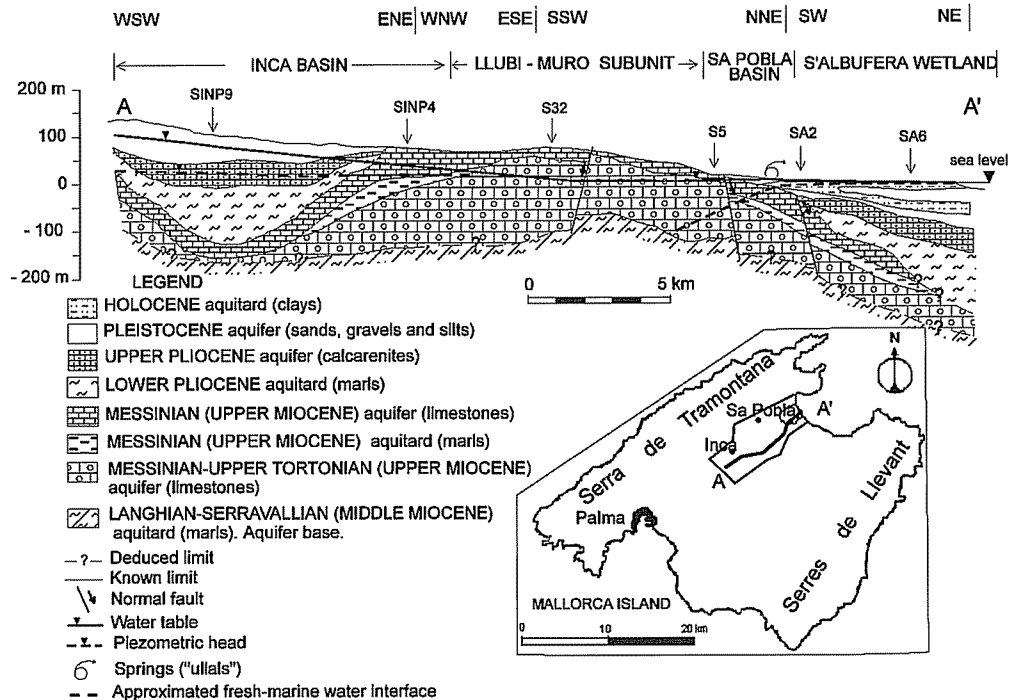 WSW ENE WNW ESE SSW NNE SW NE
INCA BASIN LLUBI - MURO SUBUNIT SA POBLA BASIN S'ALBUFERA WETLAND
200 m
A SINP9 SINP4 S32 S5 SA2 SA6 A'
100
sea level
0
- 100
- 200 m
LEGEND
0 5 km
HOLOCENE aquitard (clays)
PLEISTOCENE aquifer (sands, gravels and silts)
UPPER PLIOCENE aquifer (calcarenites)
LOWER PLIOCENE aquitard (marls)
MESSINIAN (UPPER MIOCENE) aquifer (limestones)
MESSINIAN (UPPER MIOCENE) aquitard (marls)
MESSINIAN-UPPER TORTONIAN (UPPER MIOCENE)
aquifer (limestones)
LANGHIAN-SERRAVALLIAN (MIDDLE MIOCENE)
aquitard (marls). Aquifer base.
–?– Deduced limit
Known limit
Normal fault
Water table
Piezometric head
Springs ("ullals")
Approximated fresh-marine water interface
N
Serra de Tramontana
Sa Pobla
A'
Inca
A
Palma
Serres de Llevant
MALLORCA ISLAND
0 10 20 km